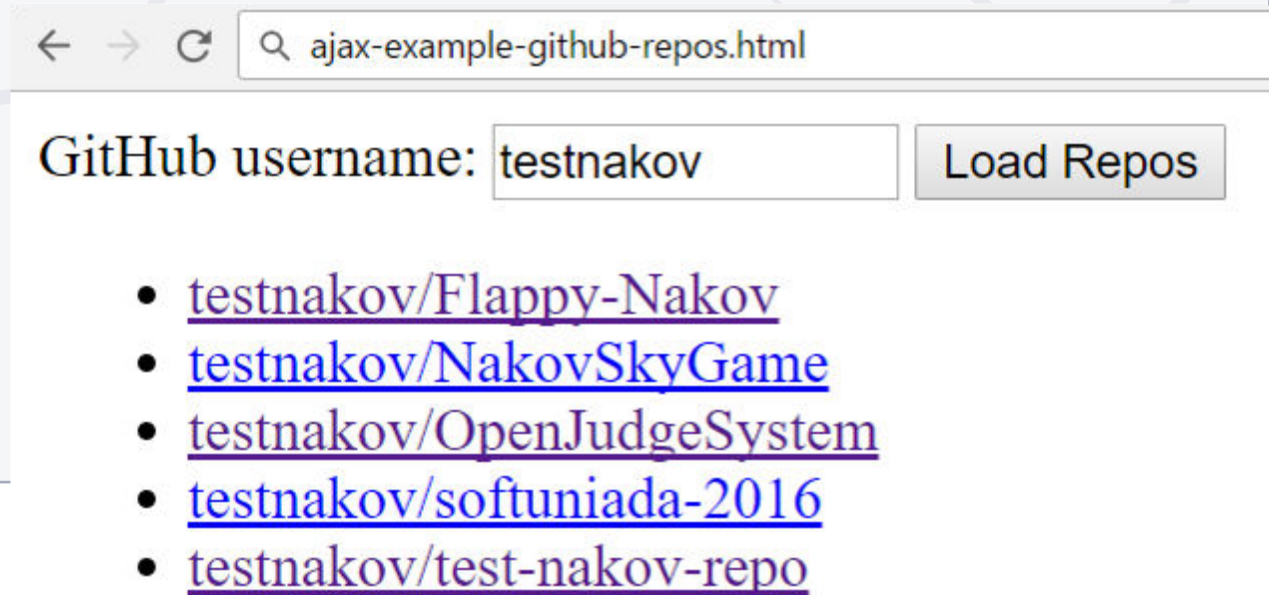 ajax-example-github-repos.html
GitHub username: testnakov Load Repos
testnakov/Flappy-Nakov
testnakov/NakovSkyGame
testnakov/OpenJudgeSystem
testnakov/softuniada-2016
testnakov/test-nakov-repo